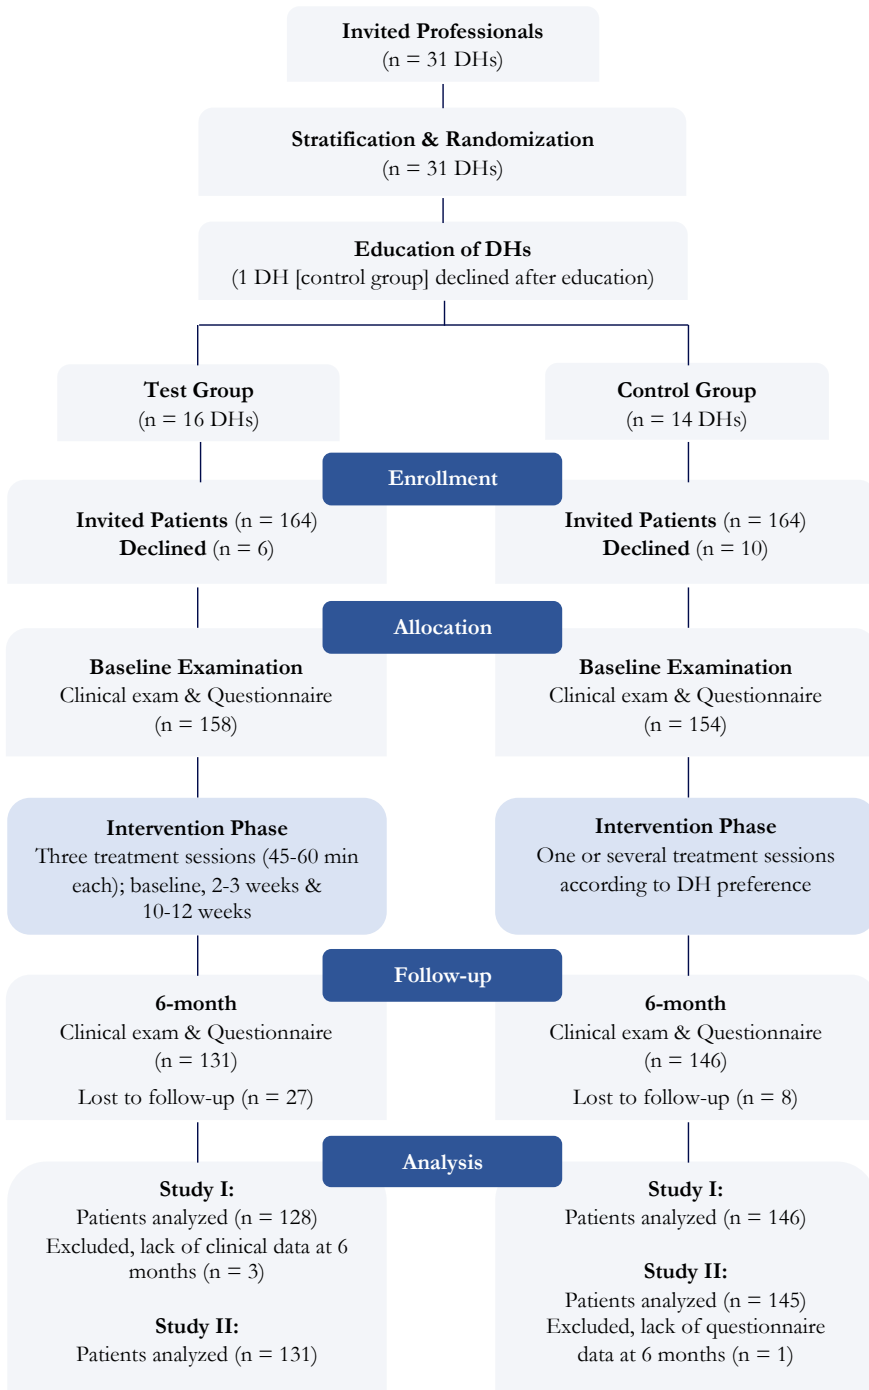 Invited Professionals
(n = 31 DHs)
Stratification & Randomization
(n = 31 DHs)
Education of DHs
(1 DH [control group] declined after education)
Test Group
(n = 16 DHs)
Control Group
(n = 14 DHs)
Enrollment
Invited Patients (n = 164)
Declined (n = 6)
Invited Patients (n = 164)
Declined (n = 10)
Allocation
Baseline Examination
Clinical exam & Questionnaire
(n = 158)
Baseline Examination
Clinical exam & Questionnaire
(n = 154)
Intervention Phase
Three treatment sessions (45-60 min
each); baseline, 2-3 weeks &
10-12 weeks
Intervention Phase
One or several treatment sessions
according to DH preference
Follow-up
6-month
Clinical exam & Questionnaire
(n = 131)
Lost to follow-up (n = 27)
6-month
Clinical exam & Questionnaire
(n = 146)
Lost to follow-up (n = 8)
Analysis
Study I:
Patients analyzed (n = 128)
Excluded, lack of clinical data at 6
months (n = 3)
Study II:
Patients analyzed (n = 131)
Study I:
Patients analyzed (n = 146)
Study II:
Patients analyzed (n = 145)
Excluded, lack of questionnaire
data at 6 months (n = 1)